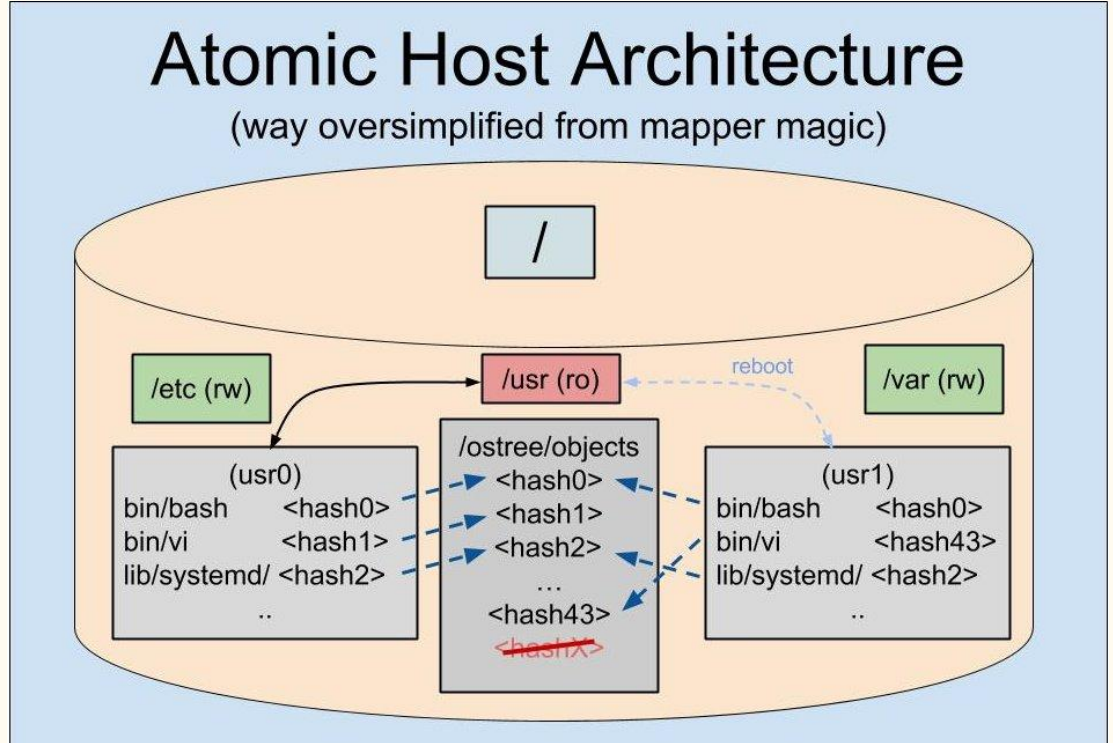 Atomic Host Architecture
(way oversimplified from mapper magic)
/
/etc (rw)
/usr (ro)
reboot
/var (rw)
(usr0)
bin/bash <hash0>
bin/vi <hash1>
lib/systemd/ <hash2>
..
/ostree/objects
<hash0>
<hash1>
<hash2>
...
<hash43>
<hashX>
(usr1)
bin/bash <hash0>
bin/vi <hash43>
lib/systemd/ <hash2>
..